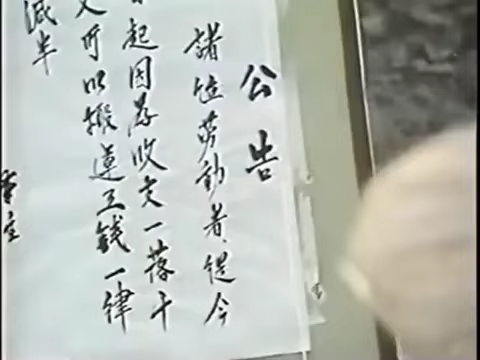 公告
諸位勞動者、從今
起因為收支一落千
丈所以搬運工錢一律
減半